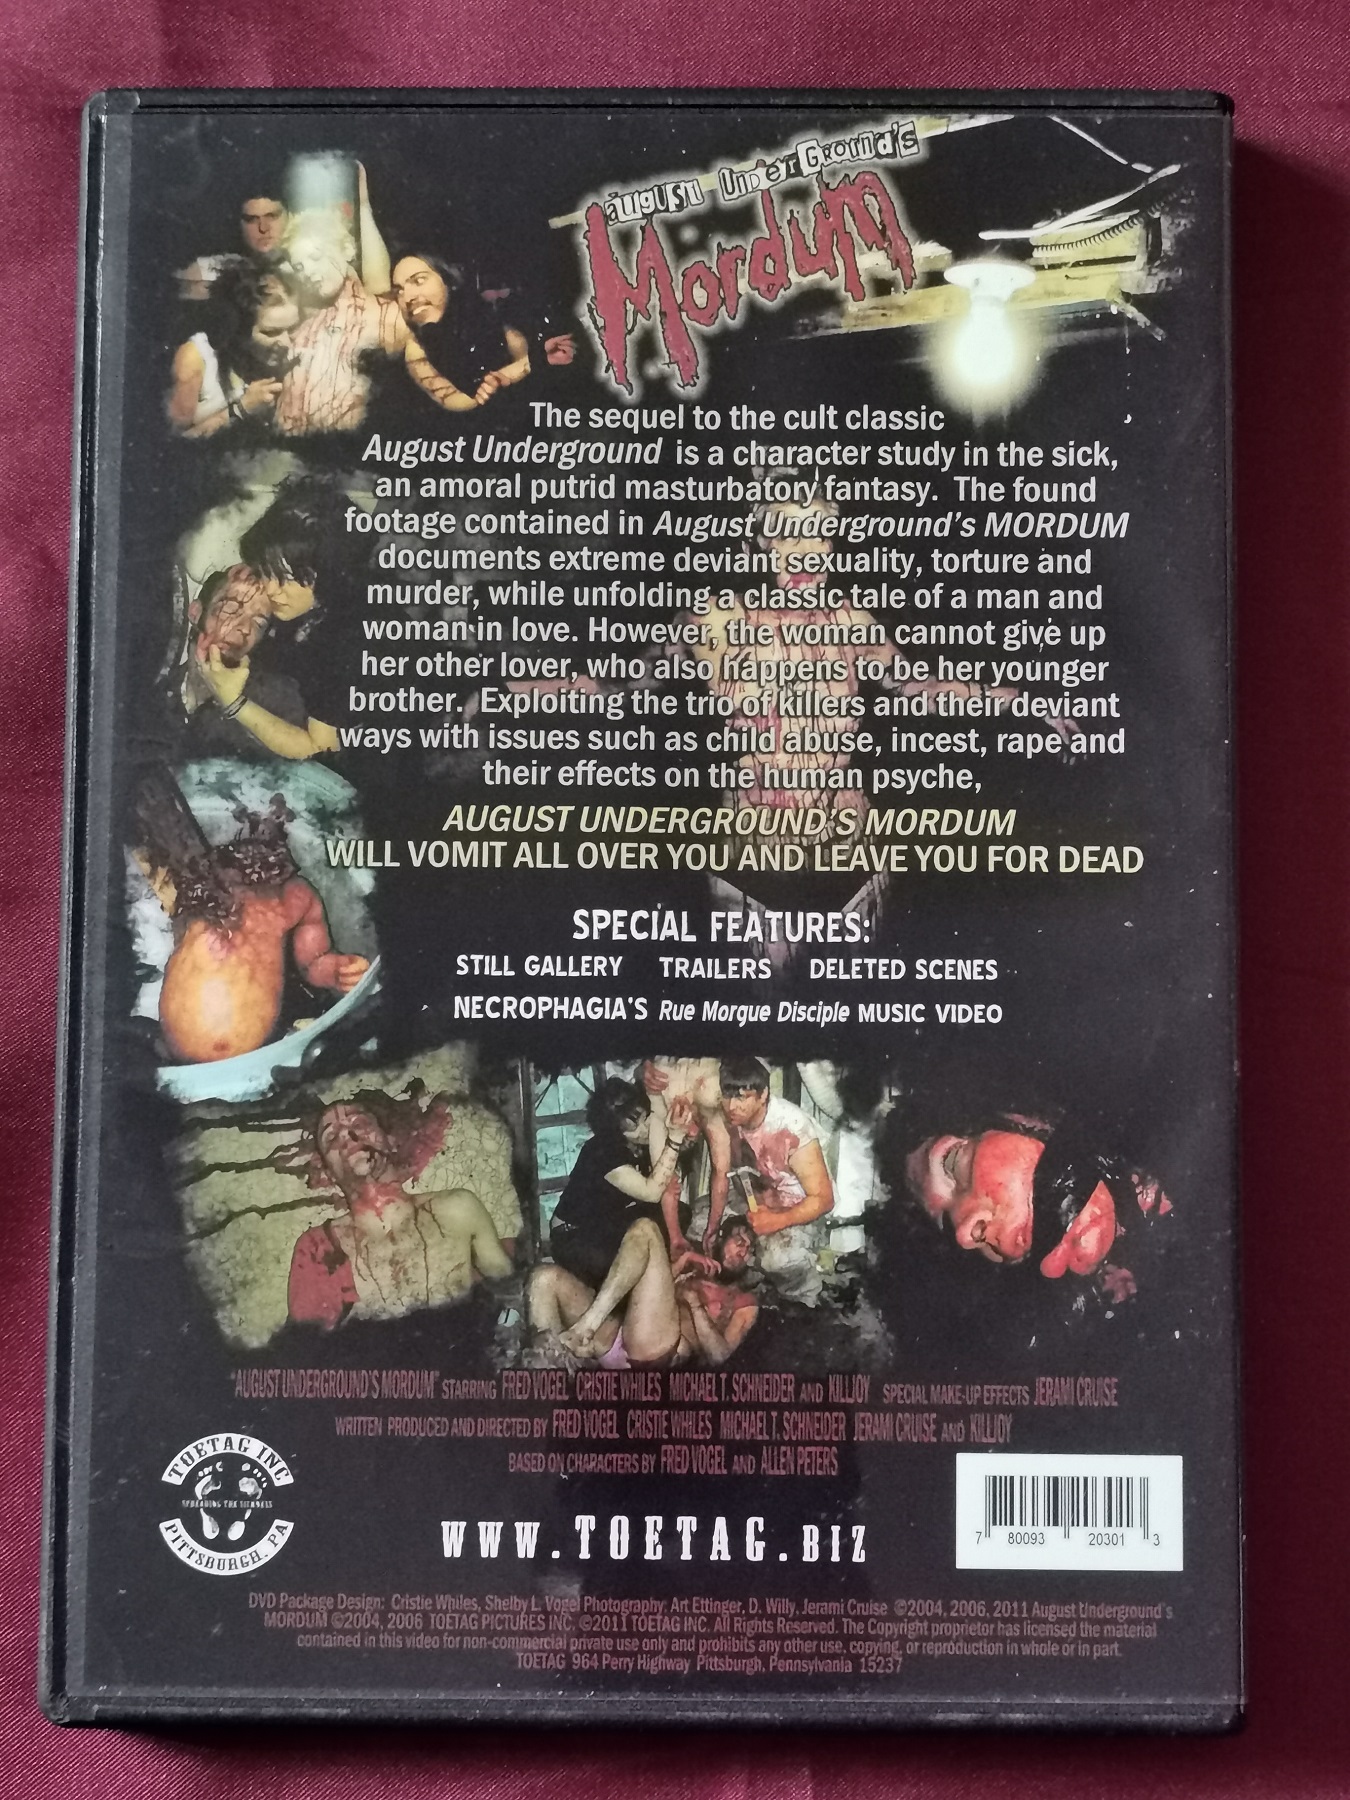 August Underground's
Mordum
The sequel to the cult classic
August Underground is a character study in the sick,
an amoral putrid masturbatory fantasy. The found
footage contained in August Underground's MORDUM
documents extreme deviant sexuality, torture and
murder, while unfolding a classic tale of a man and
woman in love. However, the woman cannot give up
her other lover, who also happens to be her younger
brother. Exploiting the trio of killers and their deviant
ways with issues such as child abuse, incest, rape and
their effects on the human psyche,
AUGUST UNDERGROUND'S MORDUM
WILL VOMIT ALL OVER YOU AND LEAVE YOU FOR DEAD
SPECIAL FEATURES:
STILL GALLERY TRAILERS DELETED SCENES
NECROPHAGIA'S Rue Morgue Disciple MUSIC VIDEO
"AUGUST UNDERGROUND'S MORDUM" STARRING FRED VOGEL CRISTIE WHILES MICHAEL T. SCHNEIDER AND KILLJOY SPECIAL MAKE-UP EFFECTS JERAMI CRUISE
WRITTEN PRODUCED AND DIRECTED BY FRED VOGEL CRISTIE WHILES MICHAEL T. SCHNEIDER JERAMI CRUISE AND KILLJOY
BASED ON CHARACTERS BY FRED VOGEL AND ALLEN PETERS
TOETAG INC
SPREADING THE SICKNESS
PITTSBURGH, PA
WWW.TOETAG.BIZ
7 80093 20301 3
DVD Package Design: Cristie Whiles, Shelby L. Vogel Photography: Art Ettinger, D. Willy, Jerami Cruise ©2004, 2006, 2011 August Underground's
MORDUM ©2004, 2006 TOETAG PICTURES INC. ©2011 TOETAG INC. All Rights Reserved. The Copyright proprietor has licensed the material
contained in this video for non-commercial private use only and prohibits any other use, copying, or reproduction in whole or in part.
TOETAG 964 Perry Highway Pittsburgh, Pennsylvania 15237